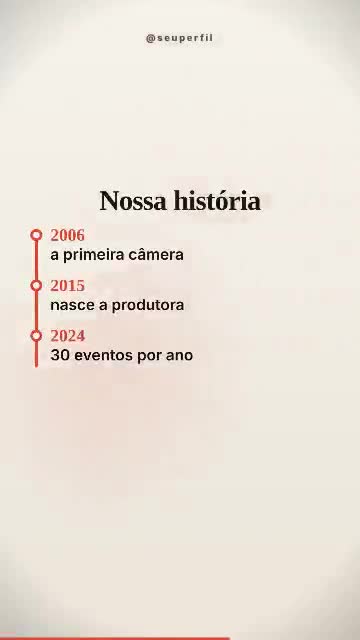 @seuperfil
Nossa história
2006
a primeira câmera
2015
nasce a produtora
2024
30 eventos por ano